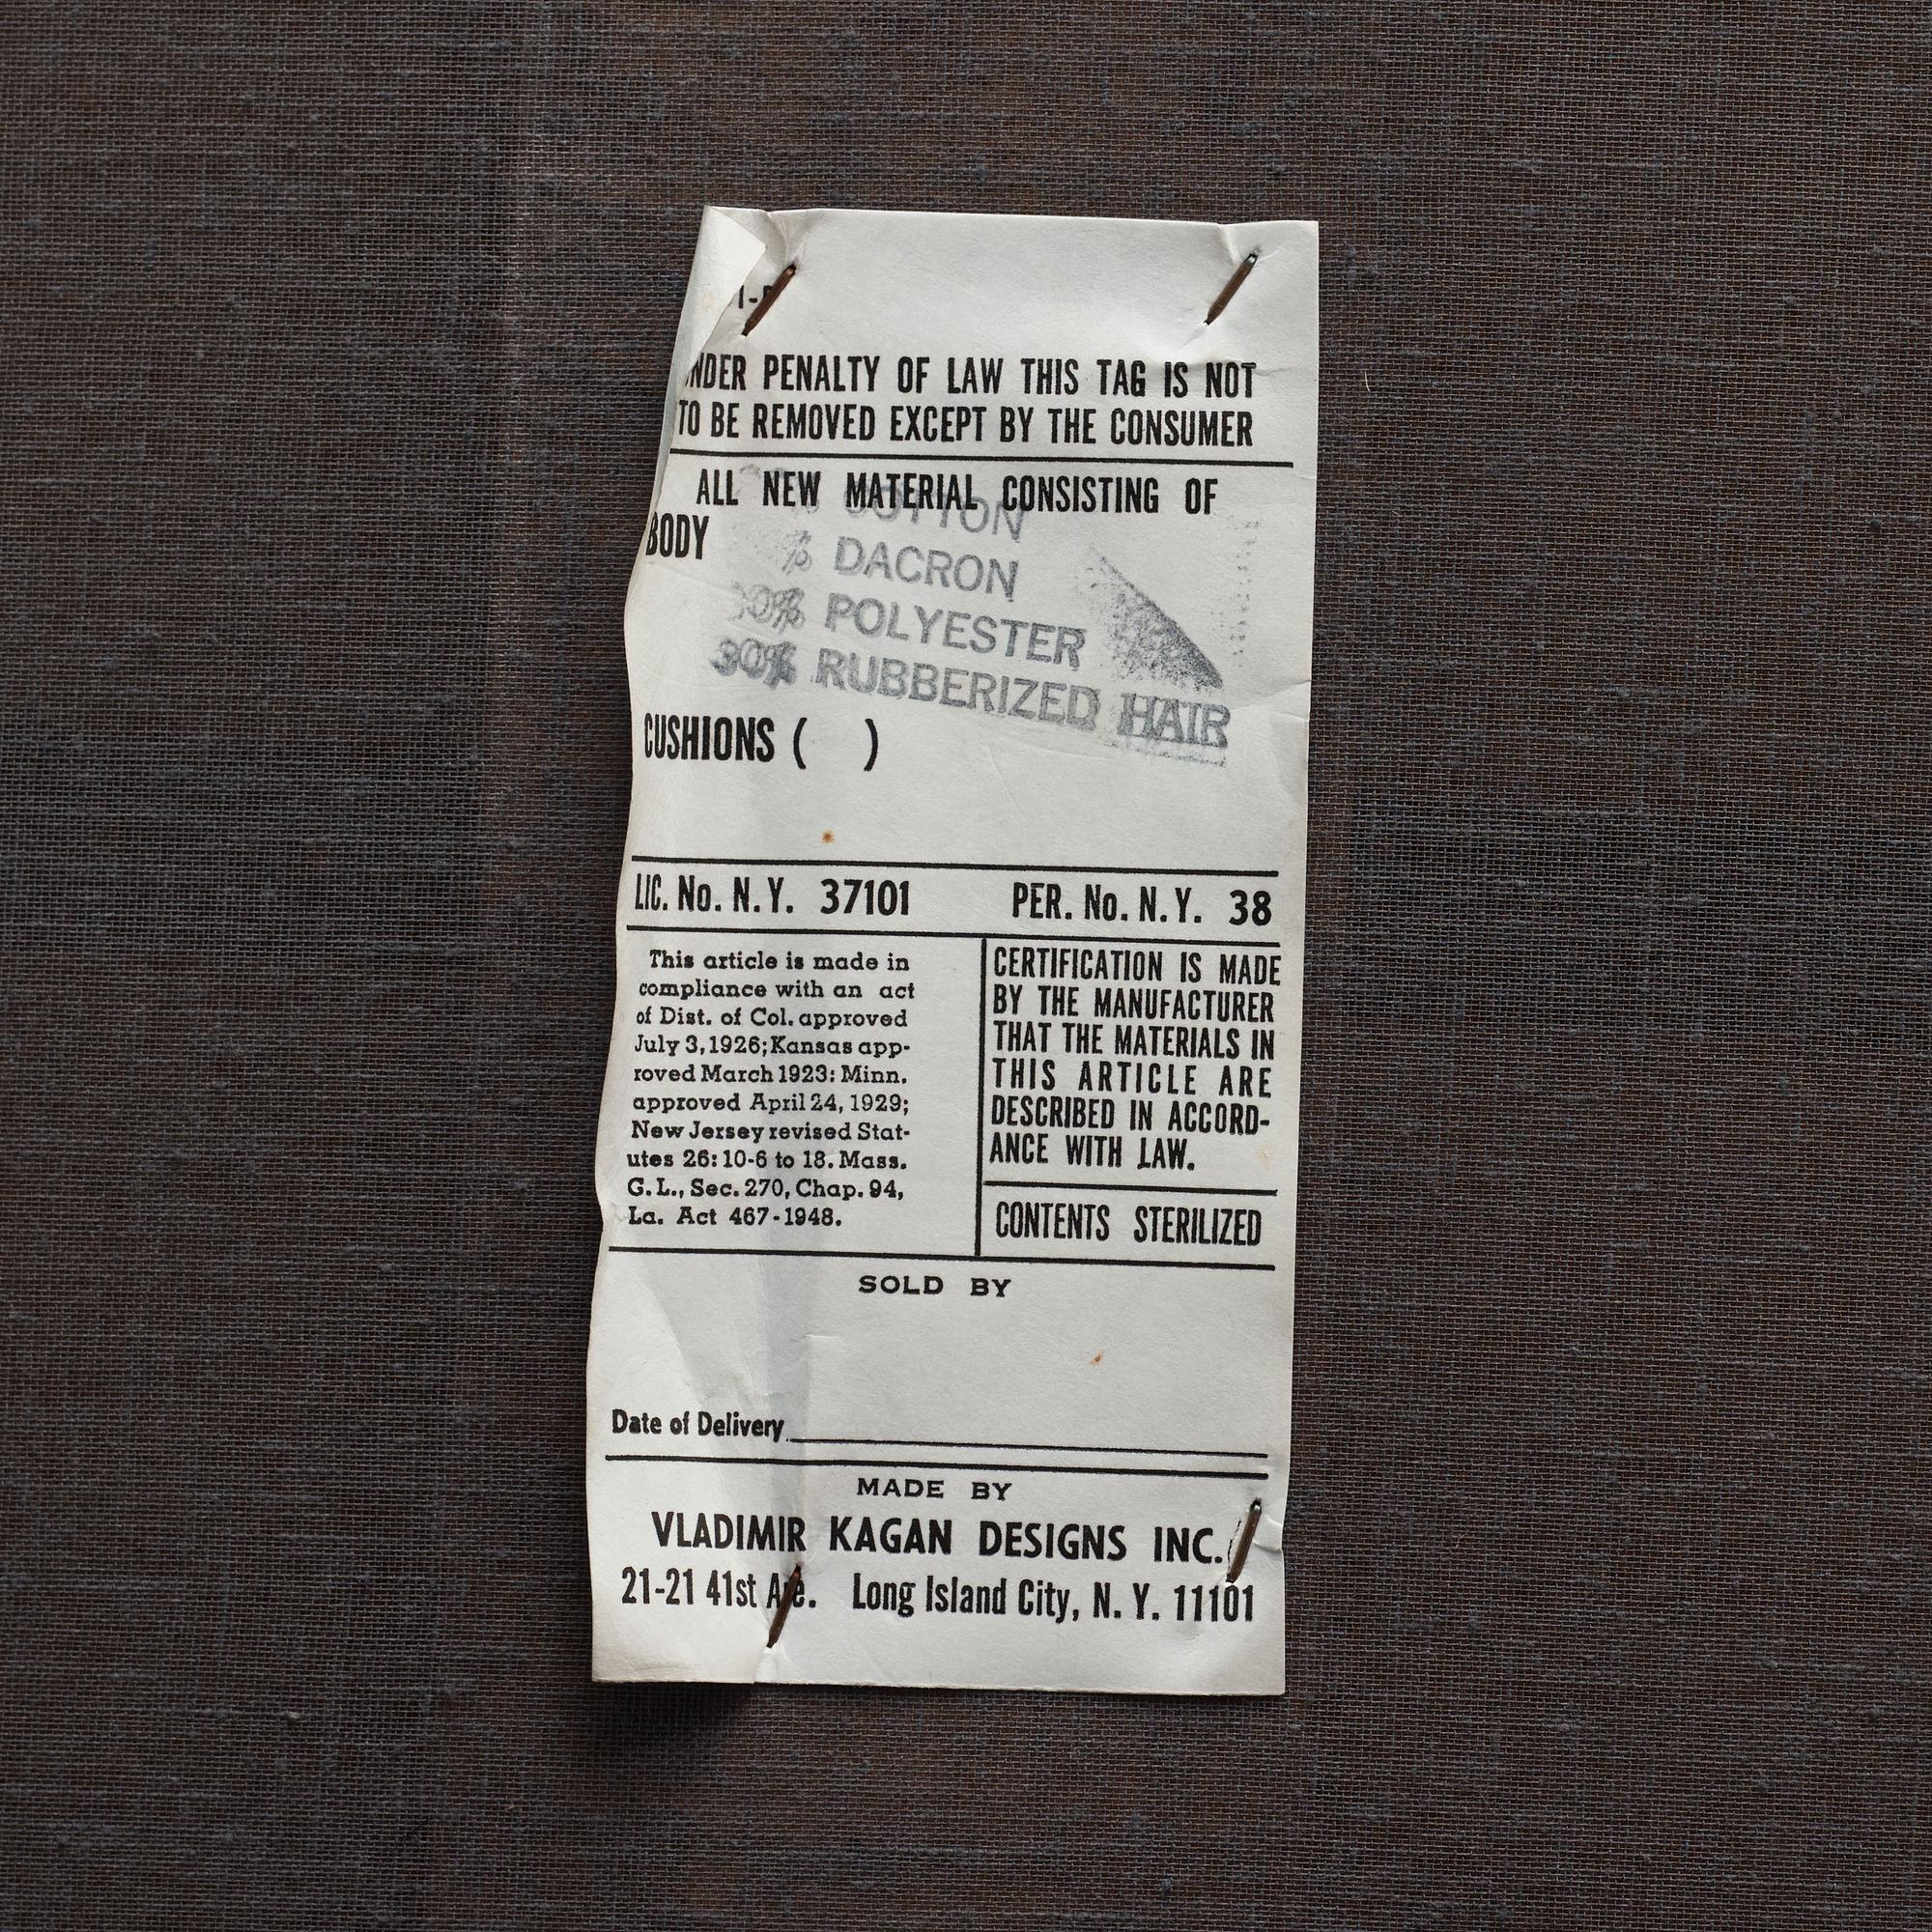 UNDER PENALTY OF LAW THIS TAG IS NOT
TO BE REMOVED EXCEPT BY THE CONSUMER
ALL NEW MATERIAL CONSISTING OF
COTTON
BODY
% DACRON
POLYESTER
30% RUBBERIZED HAIR
CUSHIONS ( )
LIC. No. N.Y. 37101 PER. No. N.Y. 38
This article is made in
compliance with an act
of Dist. of Col. approved
July 3, 1926; Kansas app-
roved March 1923: Minn.
approved April 24, 1929;
New Jersey revised Stat-
utes 26: 10-6 to 18. Mass.
G. L., Sec. 270, Chap. 94,
La. Act 467-1948.
CERTIFICATION IS MADE
BY THE MANUFACTURER
THAT THE MATERIALS IN
THIS ARTICLE ARE
DESCRIBED IN ACCORD-
ANCE WITH LAW.
CONTENTS STERILIZED
SOLD BY
Date of Delivery
MADE BY
VLADIMIR KAGAN DESIGNS INC.
21-21 41st Ave. Long Island City, N. Y. 11101